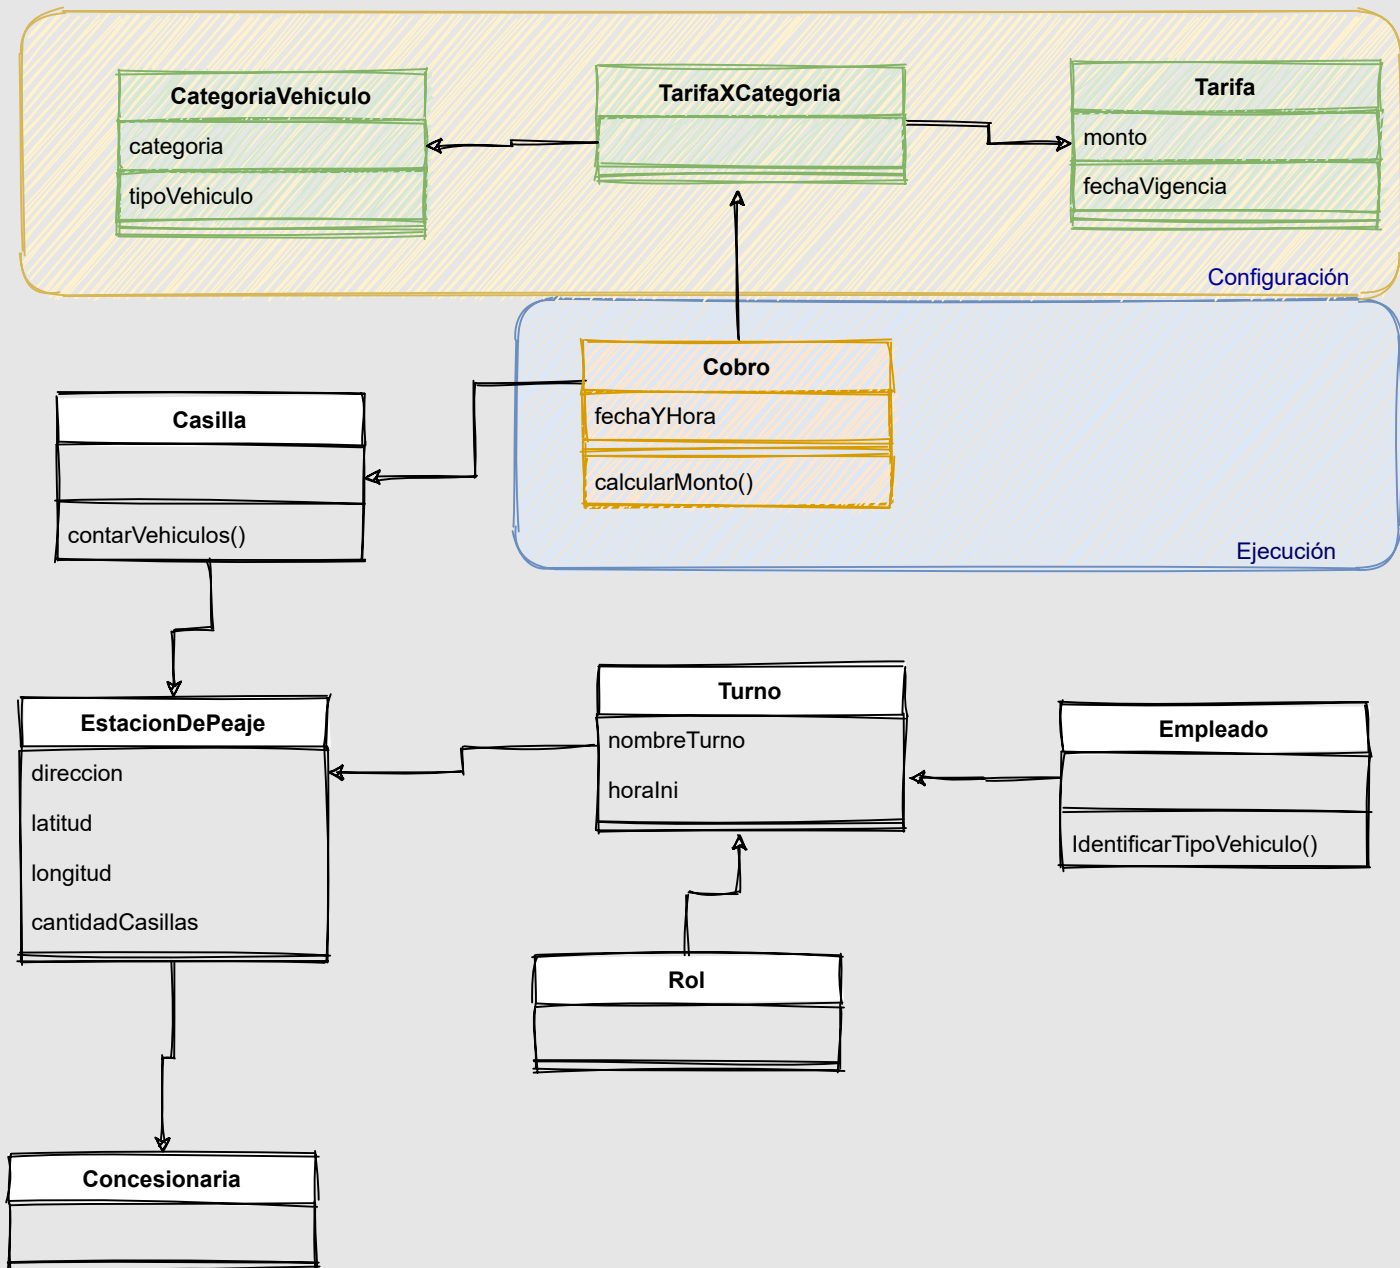 CategoriaVehiculo
categoria
tipoVehiculo
TarifaXCategoria
Tarifa
monto
fechaVigencia
Configuración
Cobro
fechaYHora
calcularMonto()
Ejecución
Casilla
contarVehiculos()
EstacionDePeaje
direccion
latitud
longitud
cantidadCasillas
Turno
nombreTurno
horaIni
Empleado
IdentificarTipoVehiculo()
Rol
Concesionaria